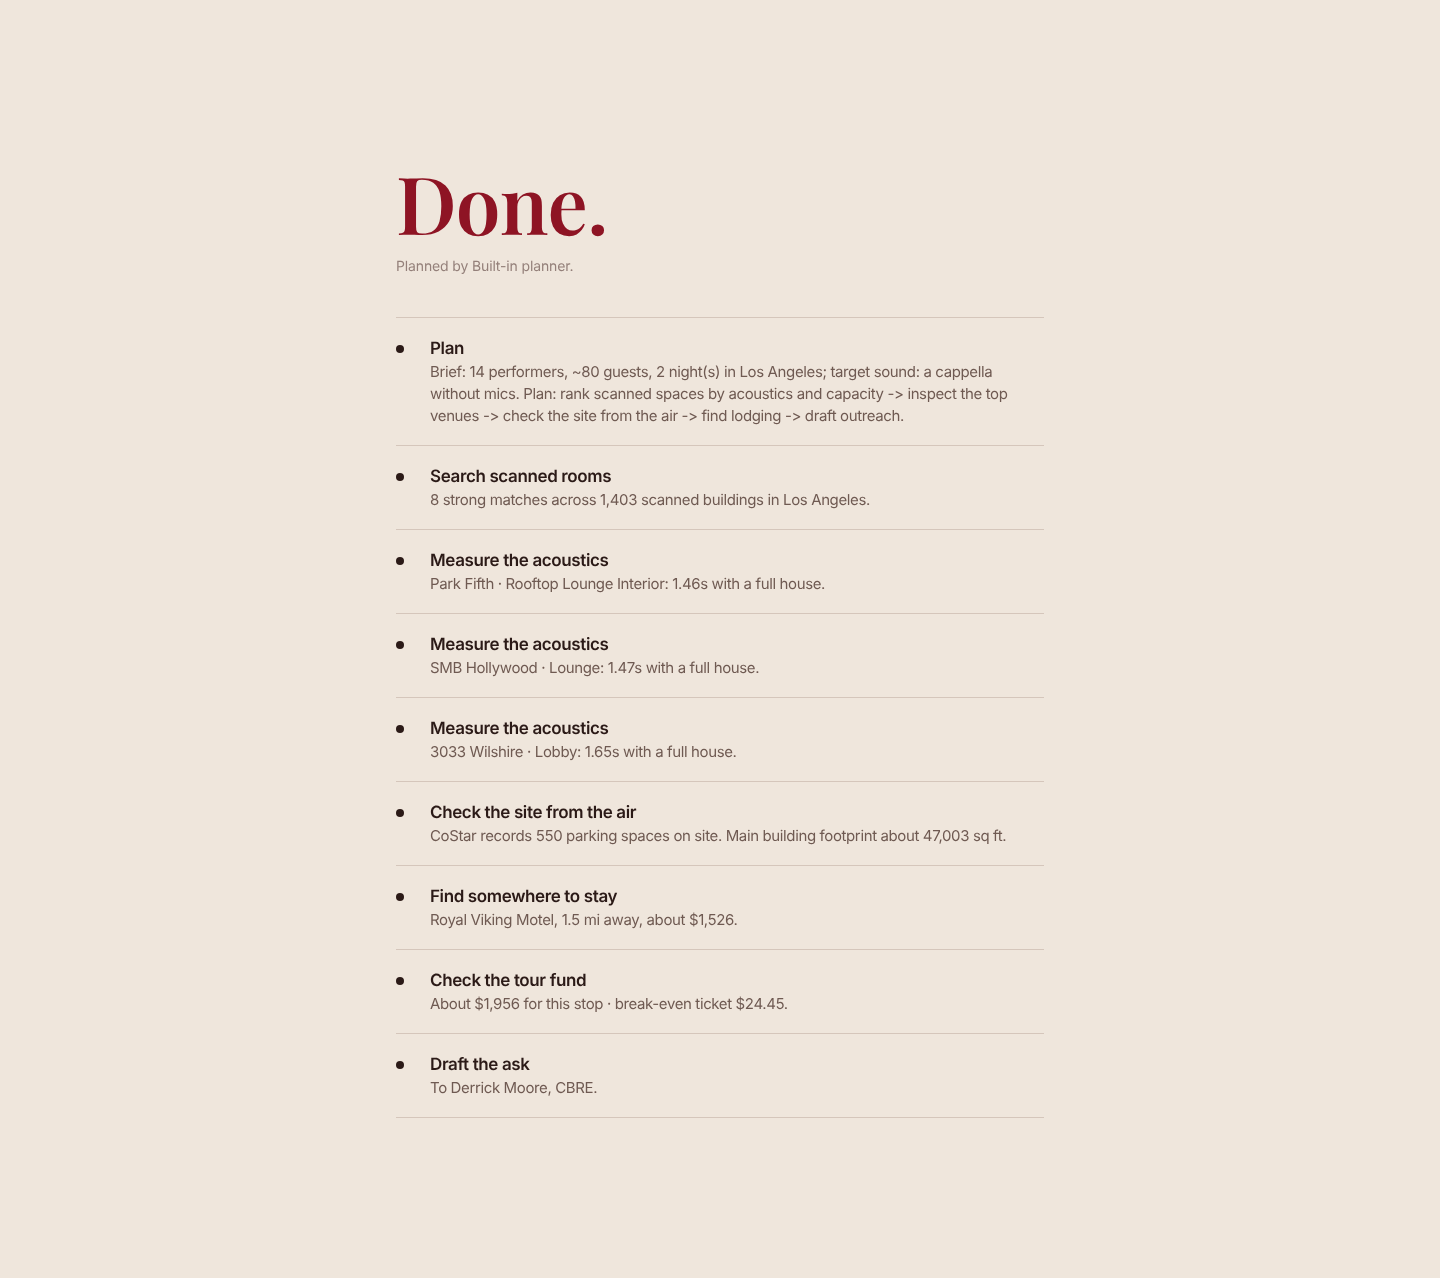 Done.
Planned by Built-in planner.
Plan
Brief: 14 performers, ~80 guests, 2 night(s) in Los Angeles; target sound: a cappella
without mics. Plan: rank scanned spaces by acoustics and capacity -> inspect the top
venues -> check the site from the air -> find lodging -> draft outreach.
Search scanned rooms
8 strong matches across 1,403 scanned buildings in Los Angeles.
Measure the acoustics
Park Fifth · Rooftop Lounge Interior: 1.46s with a full house.
Measure the acoustics
SMB Hollywood · Lounge: 1.47s with a full house.
Measure the acoustics
3033 Wilshire · Lobby: 1.65s with a full house.
Check the site from the air
CoStar records 550 parking spaces on site. Main building footprint about 47,003 sq ft.
Find somewhere to stay
Royal Viking Motel, 1.5 mi away, about $1,526.
Check the tour fund
About $1,956 for this stop · break-even ticket $24.45.
Draft the ask
To Derrick Moore, CBRE.